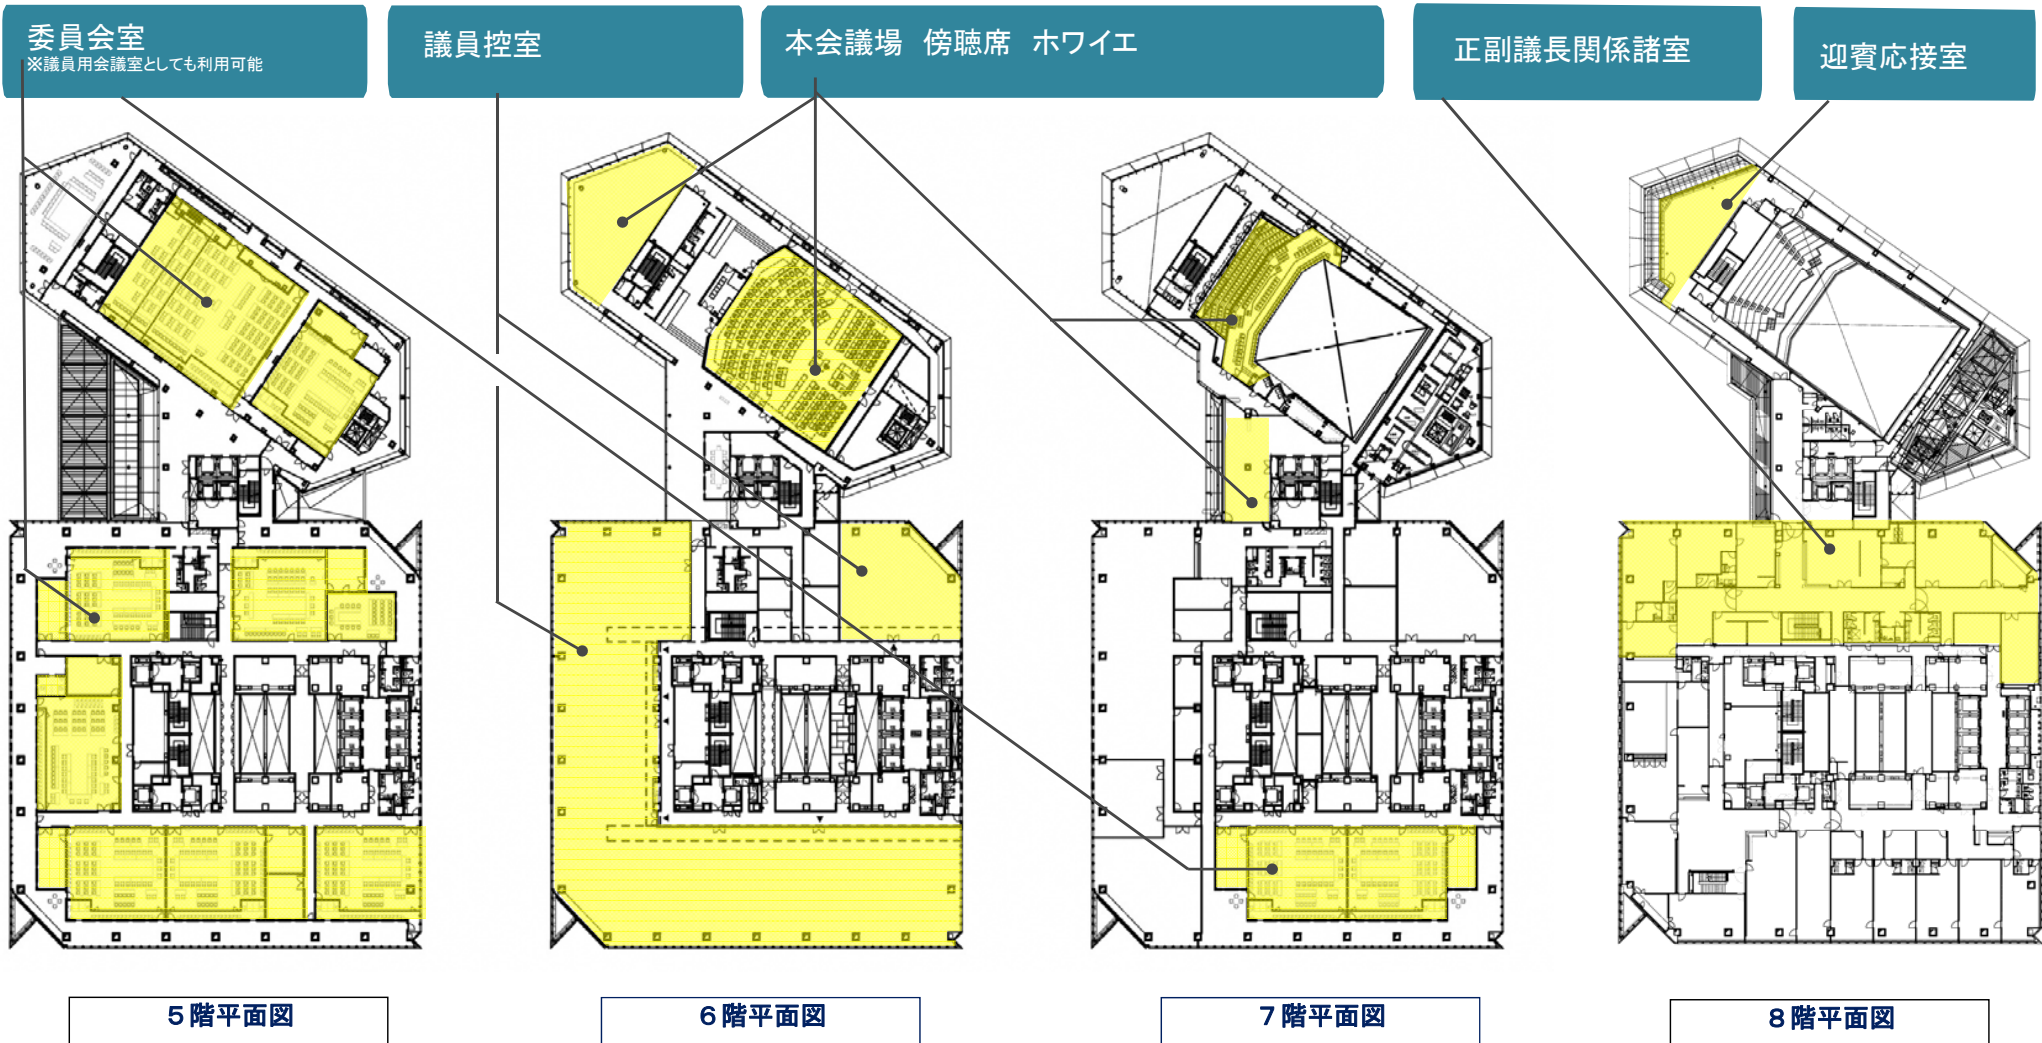 委員会室
※議員用会議室としても利用可能
議員控室
本会議場　傍聴席　ホワイエ
正副議長関係諸室
迎賓応接室
５階平面図
６階平面図
７階平面図
８階平面図